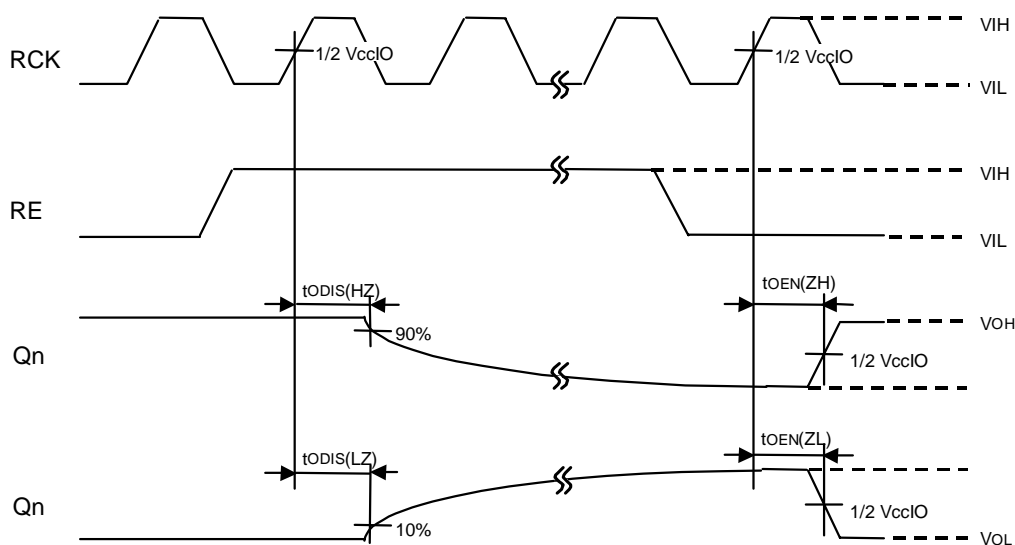 VIH
RCK
1/2 VccIO
1/2 VccIO
VIL
VIH
RE
VIL
tODIS(HZ)
tOEN(ZH)
VOH
90%
Qn
1/2 VccIO
tODIS(LZ)
tOEN(ZL)
Qn
1/2 VccIO
10%
VOL